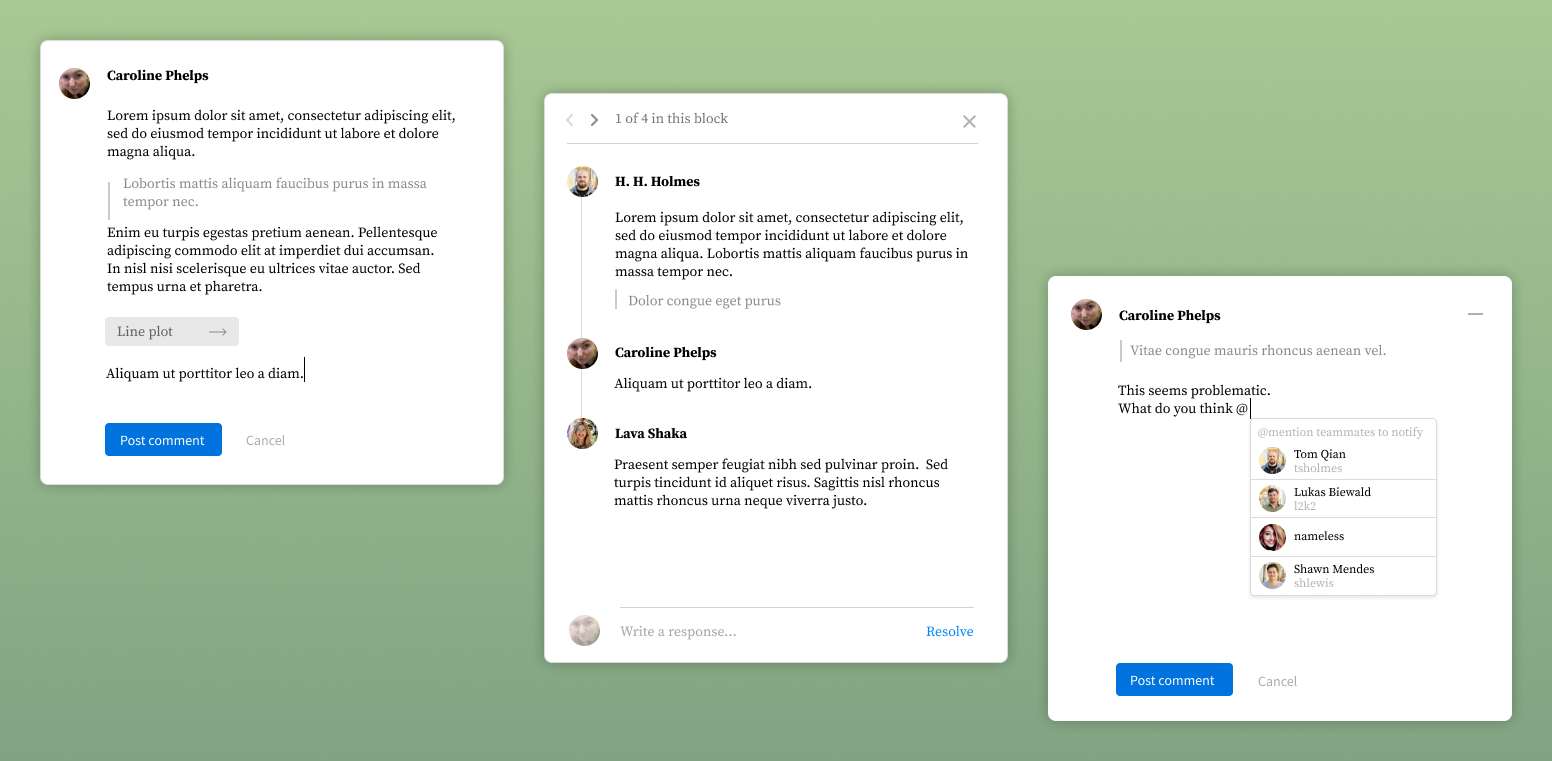 Caroline Phelps
Lorem ipsum dolor sit amet, consectetur adipiscing elit,
sed do eiusmod tempor incididunt ut labore et dolore
magna aliqua.
Lobortis mattis aliquam faucibus purus in massa
tempor nec.
Enim eu turpis egestas pretium aenean. Pellentesque
adipiscing commodo elit at imperdiet dui accumsan.
In nisl nisi scelerisque eu ultrices vitae auctor. Sed
tempus urna et pharetra.
Line plot
Aliquam ut porttitor leo a diam.
Post comment
Cancel
1 of 4 in this block
H. H. Holmes
Lorem ipsum dolor sit amet, consectetur adipiscing elit,
sed do eiusmod tempor incididunt ut labore et dolore
magna aliqua. Lobortis mattis aliquam faucibus purus in
massa tempor nec.
Dolor congue eget purus
Caroline Phelps
Aliquam ut porttitor leo a diam.
Lava Shaka
Praesent semper feugiat nibh sed pulvinar proin.  Sed
turpis tincidunt id aliquet risus. Sagittis nisl rhoncus
mattis rhoncus urna neque viverra justo.
Write a response...
Resolve
Caroline Phelps
Vitae congue mauris rhoncus aenean vel.
This seems problematic.
What do you think @
@mention teammates to notify
Tom Qian
tsholmes
Lukas Biewald
l2k2
nameless
Shawn Mendes
shlewis
Post comment
Cancel